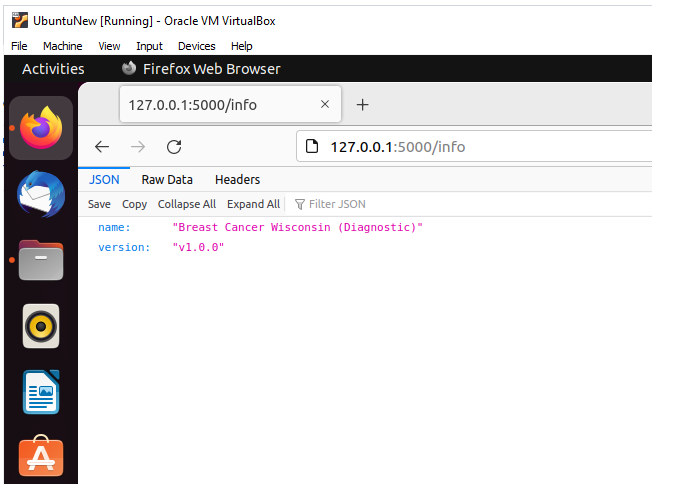 UbuntuNew [Running] - Oracle VM VirtualBox
File Machine View Input Devices Help
Activities Firefox Web Browser
127.0.0.1:5000/info
127.0.0.1:5000/info
JSON Raw Data Headers
Save Copy Collapse All Expand All Filter JSON
name: "Breast Cancer Wisconsin (Diagnostic)"
version: "v1.0.0"